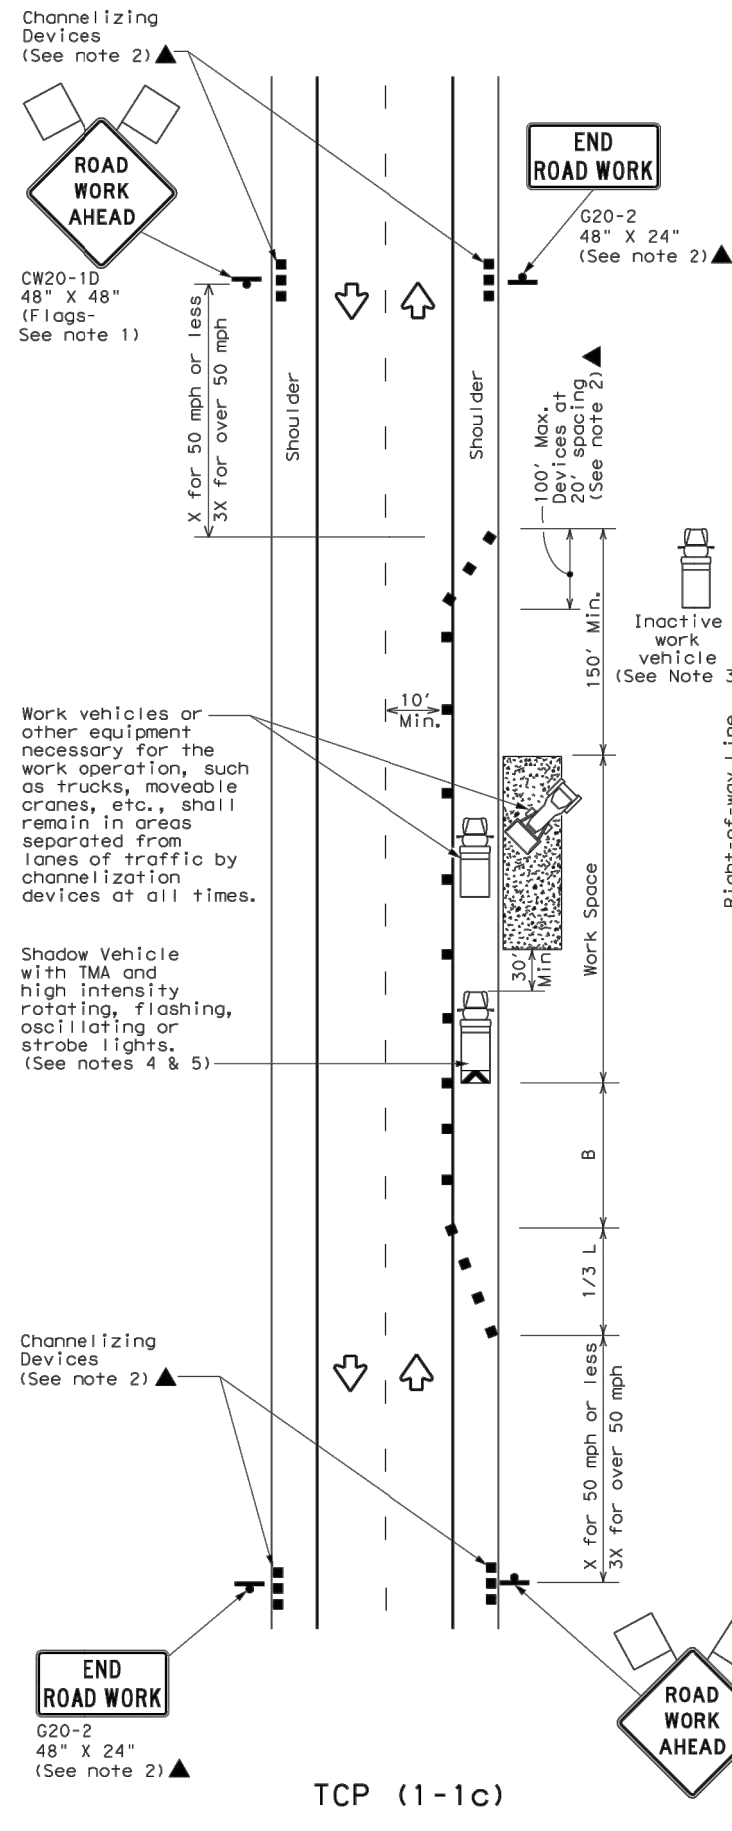 Channelizing
Devices
(See note 2)▲
ROAD
WORK
AHEAD
CW20-1D
48" X 48"
(Flags-
See note 1)
END
ROAD WORK
G20-2
48" X 24"
(See note 2)▲
X for 50 mph or less
3X for over 50 mph
Shoulder
Shoulder
100' Max.
Devices at
20' spacing
(See note 2)▲
150' Min.
Inactive
work
vehicle
(See Note 3
Right-of-way Line
10'
Min.
Work vehicles or
other equipment
necessary for the
work operation, such
as trucks, moveable
cranes, etc., shall
remain in areas
separated from
lanes of traffic by
channelization
devices at all times.
Work Space
30'
Min
Shadow Vehicle
with TMA and
high intensity
rotating, flashing,
oscillating or
strobe lights.
(See notes 4 & 5)
B
1/3 L
Channelizing
Devices
(See note 2)▲
X for 50 mph or less
3X for over 50 mph
END
ROAD WORK
G20-2
48" X 24"
(See note 2)▲
ROAD
WORK
AHEAD
TCP (1-1c)